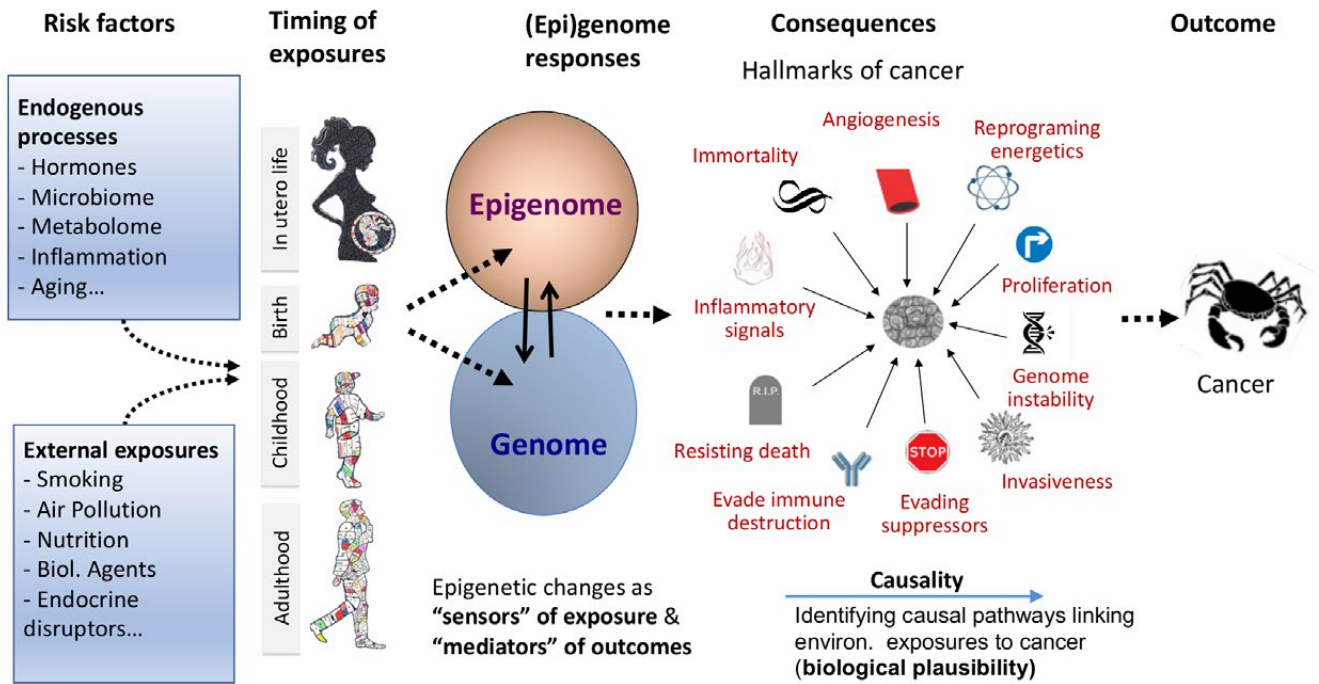 Risk factors
Timing of
exposures
(Epi)genome
responses
Consequences
Outcome
Hallmarks of cancer
Endogenous
processes
- Hormones
- Microbiome
- Metabolome
- Inflammation
- Aging...
External exposures
- Smoking
- Air Pollution
- Nutrition
- Biol. Agents
- Endocrine
disruptors...
In utero life
Birth
Childhood
Adulthood
Epigenome
Genome
Epigenetic changes as
“sensors” of exposure &
“mediators” of outcomes
Angiogenesis
Reprograming
energetics
Immortality
Proliferation
Inflammatory
signals
Genome
instability
R.I.P.
Resisting death
STOP
Invasiveness
Evade immune
destruction
Evading
suppressors
Cancer
Causality
Identifying causal pathways linking
environ. exposures to cancer
(biological plausibility)